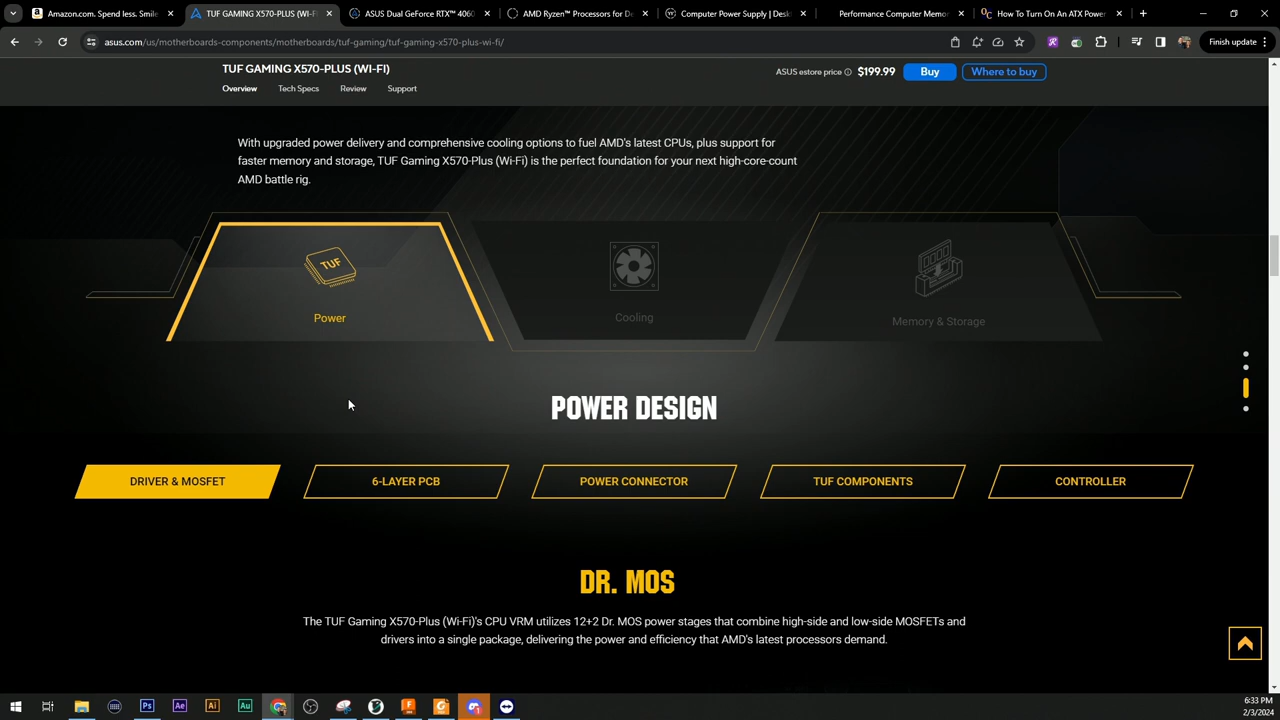 Amazon.com. Spend less. Smile
TUF GAMING X570-PLUS (WI-FI
ASUS Dual GeForce RTX™ 4060
AMD Ryzen™ Processors for De
Computer Power Supply | Desk
Performance Computer Memo
How To Turn On An ATX Power
asus.com/us/motherboards-components/motherboards/tuf-gaming/tuf-gaming-x570-plus-wi-fi/
Finish update
TUF GAMING X570-PLUS (WI-FI)
ASUS estore price
$199.99
Buy
Where to buy
Overview
Tech Specs
Review
Support
With upgraded power delivery and comprehensive cooling options to fuel AMD's latest CPUs, plus support for
faster memory and storage, TUF Gaming X570-Plus (Wi-Fi) is the perfect foundation for your next high-core-count
AMD battle rig.
TUF
Power
Cooling
Memory & Storage
POWER DESIGN
DRIVER & MOSFET
6-LAYER PCB
POWER CONNECTOR
TUF COMPONENTS
CONTROLLER
DR. MOS
The TUF Gaming X570-Plus (Wi-Fi)'s CPU VRM utilizes 12+2 Dr. MOS power stages that combine high-side and low-side MOSFETs and
drivers into a single package, delivering the power and efficiency that AMD's latest processors demand.
Ps
Ae
Ai
Au
6:33 PM
2/3/2024